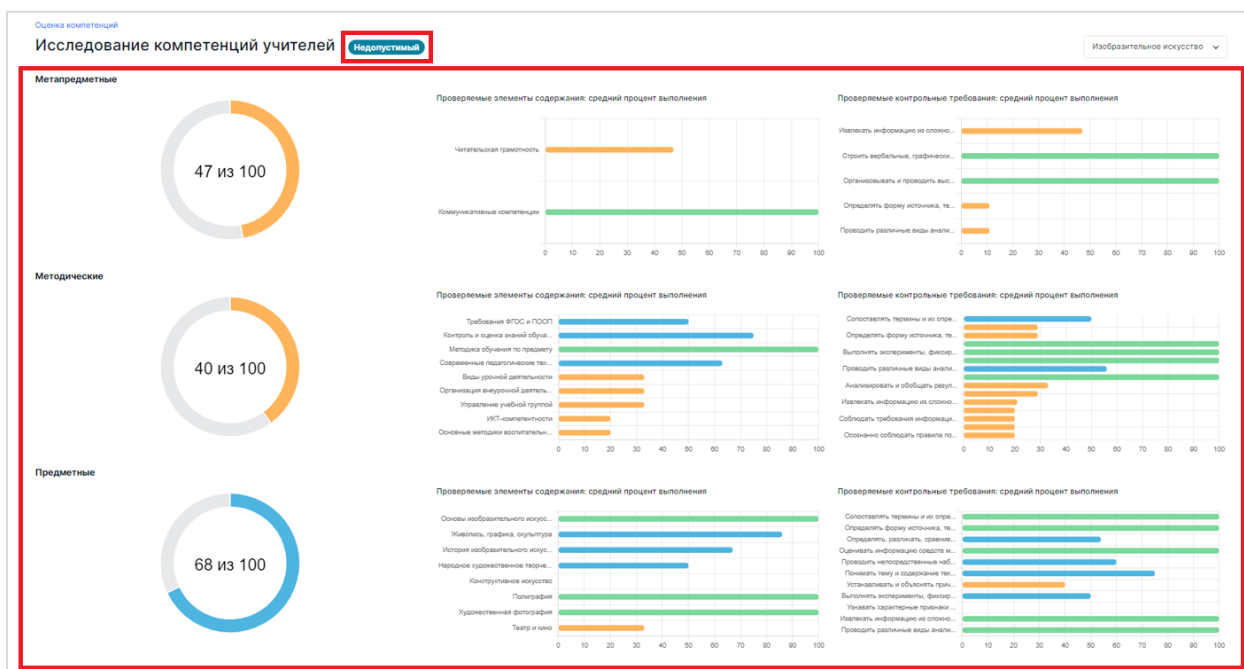 Оценка компетенций
Исследование компетенций учителей Недопустимый
Изобразительное искусство
Метапредметные
47 из 100
Проверяемые элементы содержания: средний процент выполнения
Читательская грамотность
Коммуникативные компетенции
0 10 20 30 40 50 60 70 80 90 100
Проверяемые контрольные требования: средний процент выполнения
Извлекать информацию из сложно...
Строить вербальные, графически...
Организовывать и проводить выс...
Определять форму источника, те...
Проводить различные виды анали...
0 10 20 30 40 50 60 70 80 90 100
Методические
40 из 100
Проверяемые элементы содержания: средний процент выполнения
Требования ФГОС и ПООП
Контроль и оценка знаний обуча...
Методика обучения по предмету
Современные педагогические тех...
Виды урочной деятельности
Организация внеурочной деятель...
Управление учебной группой
ИКТ-компетентности
Основные методики воспитательн...
0 10 20 30 40 50 60 70 80 90 100
Проверяемые контрольные требования: средний процент выполнения
Сопоставлять термины и их опре...
Определять форму источника, те...
Выполнять эксперименты, фиксир...
Проводить различные виды анали...
Анализировать и обобщать резул...
Извлекать информацию из сложно...
Соблюдать требования информаци...
Осознанно соблюдать правила по...
0 10 20 30 40 50 60 70 80 90 100
Предметные
68 из 100
Проверяемые элементы содержания: средний процент выполнения
Основы изобразительного искусс...
Живопись, графика, скульптура
История изобразительного искус...
Народное художественное творче...
Конструктивное искусство
Полиграфия
Художественная фотография
Театр и кино
0 10 20 30 40 50 60 70 80 90 100
Проверяемые контрольные требования: средний процент выполнения
Сопоставлять термины и их опре...
Определять форму источника, те...
Определять, различать, сравнив...
Оценивать информацию средств м...
Проводить непосредственные наб...
Понимать тему и содержание тек...
Устанавливать и объяснять прич...
Выполнять эксперименты, фиксир...
Узнавать характерные признаки ...
Извлекать информацию из сложно...
Проводить различные виды анали...
0 10 20 30 40 50 60 70 80 90 100